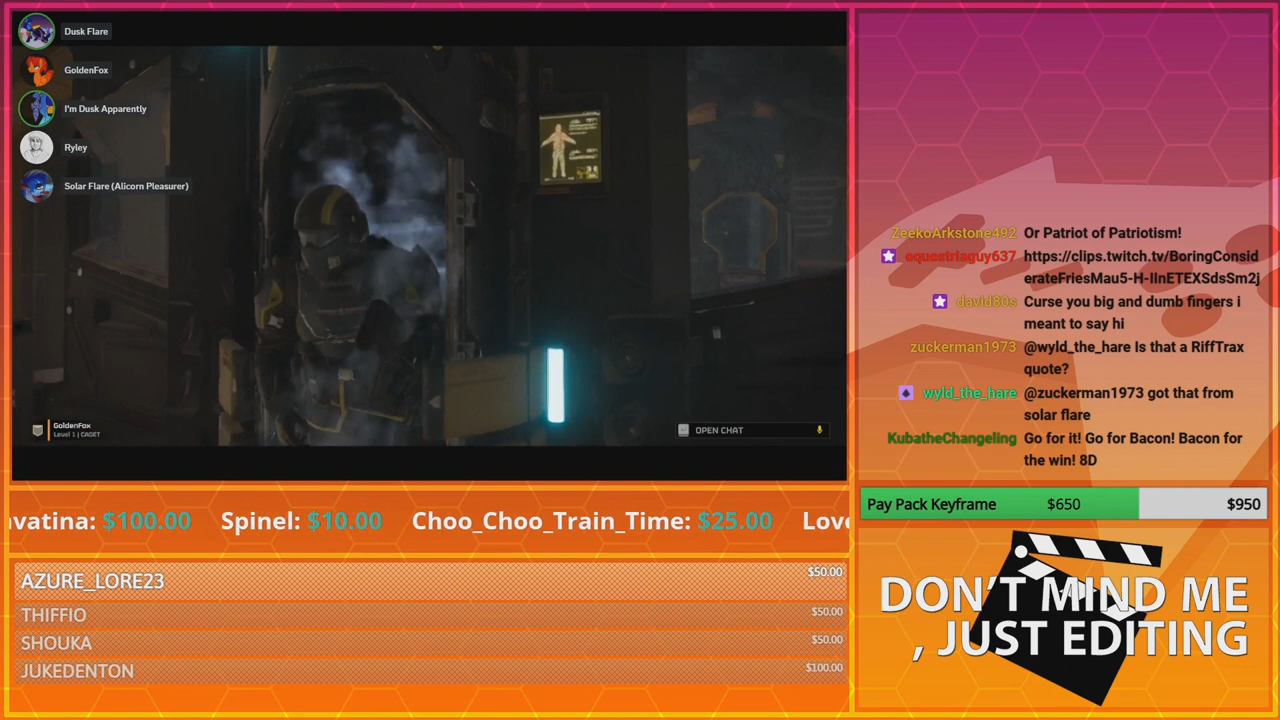 Dusk Flare
GoldenFox
I'm Dusk Apparently
Ryley
Solar Flare (Alicorn Pleasurer)
GoldenFox
Level 1 | CADET
OPEN CHAT
ZeekoArkstone492 Or Patriot of Patriotism!
equestriaguy637 https://clips.twitch.tv/BoringConsid
erateFriesMau5-H-IInETEXSdsSm2j
david80s Curse you big and dumb fingers i
meant to say hi
zuckerman1973 @wyld_the_hare Is that a RiffTrax
quote?
wyld_the_hare @zuckerman1973 got that from
solar flare
KubatheChangeling Go for it! Go for Bacon! Bacon for
the win! 8D
Pay Pack Keyframe $650 $950
vatina: $100.00 Spinel: $10.00 Choo_Choo_Train_Time: $25.00 Love
AZURE_LORE23 $50.00
THIFFIO $50.00
SHOUKA $50.00
JUKEDENTON $100.00
DON'T MIND ME
, JUST EDITING